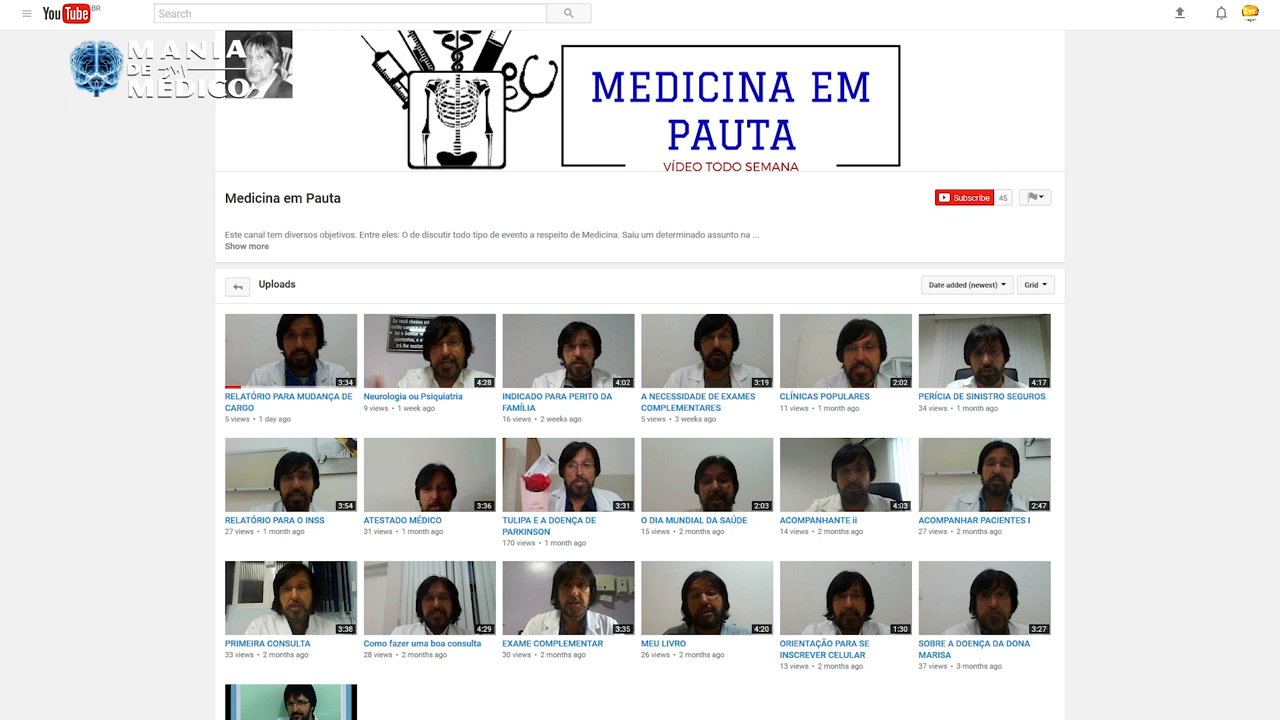 YouTube BR
Search
MANIA
DE
MÉDICO
MEDICINA EM
PAUTA
VÍDEO TODO SEMANA
Medicina em Pauta
Subscribe 45
Este canal tem diversos objetivos. Entre eles: O de discutir todo tipo de evento a respeito de Medicina. Saiu um determinado assunto na ...
Show more
Uploads
Date added (newest) Grid
3:34 4:28 4:02 3:19 2:02 4:17
RELATÓRIO PARA MUDANÇA DE
CARGO
5 views • 1 day ago
Neurologia ou Psiquiatria
9 views • 1 week ago
INDICADO PARA PERITO DA
FAMÍLIA
16 views • 2 weeks ago
A NECESSIDADE DE EXAMES
COMPLEMENTARES
5 views • 3 weeks ago
CLÍNICAS POPULARES
11 views • 1 month ago
PERÍCIA DE SINISTRO SEGUROS
34 views • 1 month ago
3:54 3:36 3:31 2:03 4:03 2:47
RELATÓRIO PARA O INSS
27 views • 1 month ago
ATESTADO MÉDICO
31 views • 1 month ago
TULIPA E A DOENÇA DE
PARKINSON
170 views • 1 month ago
O DIA MUNDIAL DA SAÚDE
15 views • 2 months ago
ACOMPANHANTE ii
14 views • 2 months ago
ACOMPANHAR PACIENTES I
27 views • 2 months ago
3:38 4:29 3:35 4:20 1:30 3:27
PRIMEIRA CONSULTA
33 views • 2 months ago
Como fazer uma boa consulta
28 views • 2 months ago
EXAME COMPLEMENTAR
30 views • 2 months ago
MEU LIVRO
26 views • 2 months ago
ORIENTAÇÃO PARA SE
INSCREVER CELULAR
13 views • 2 months ago
SOBRE A DOENÇA DA DONA
MARISA
37 views • 3 months ago